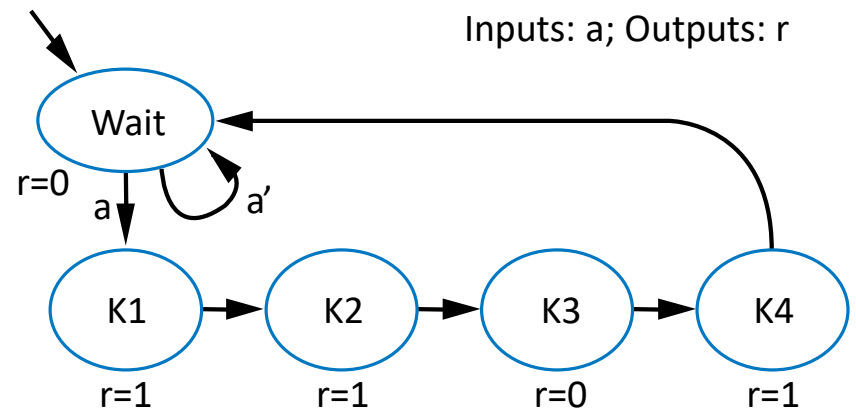 Inputs: a; Outputs: r
Wait
r=0
a
a’
K1
K2
K3
K4
r=1
r=1
r=0
r=1